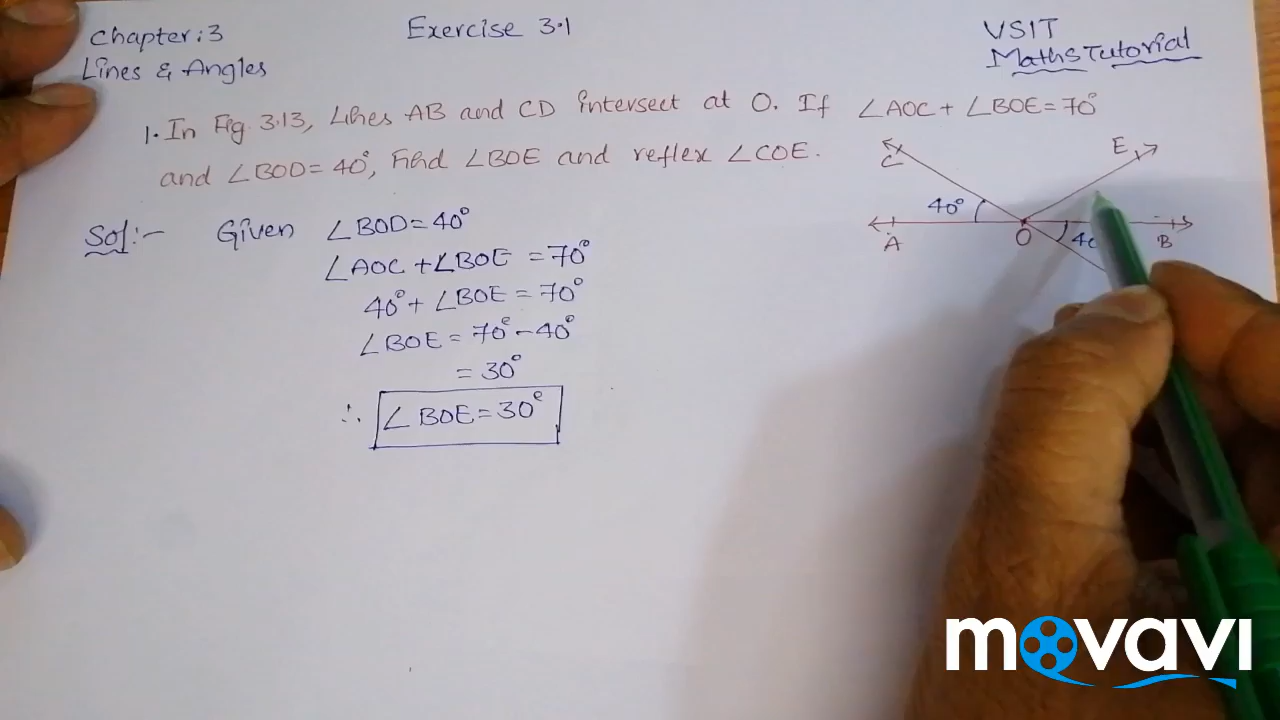 Chapter: 3
Lines & Angles
Exercise 3.1
VSIT
Maths Tutorial
1. In Fig 3.13, Lines AB and CD intersect at O. If ∠AOC + ∠BOE = 70°
and ∠BOD = 40°, Find ∠BOE and reflex ∠COE.
C
E
40°
A
O
40
B
Sol:- Given ∠BOD = 40°
∠AOC + ∠BOE = 70°
40° + ∠BOE = 70°
∠BOE = 70° - 40°
= 30°
∴ ∠BOE = 30°
movavi